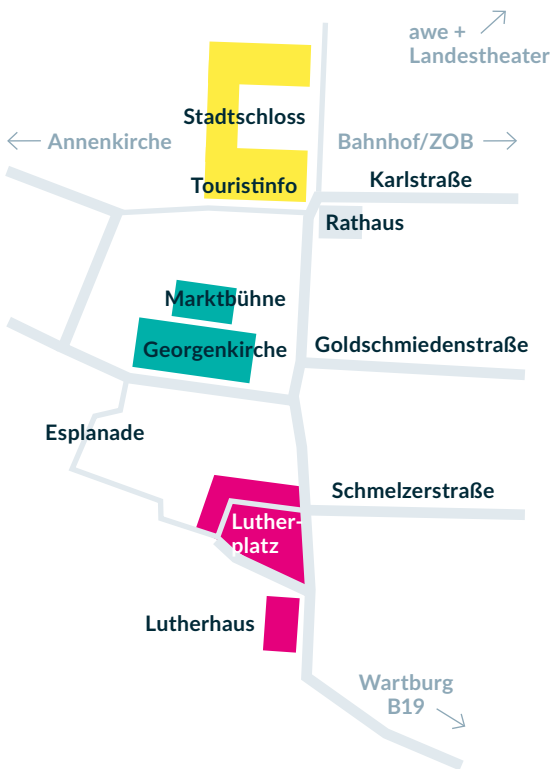 awe +
Landestheater
Stadtschloss
Annenkirche
Bahnhof/ZOB
Touristinfo
Karlstraße
Rathaus
Marktbühne
Georgenkirche
Goldschmiedenstraße
Esplanade
Schmelzerstraße
Luther-
platz
Lutherhaus
Wartburg
B19